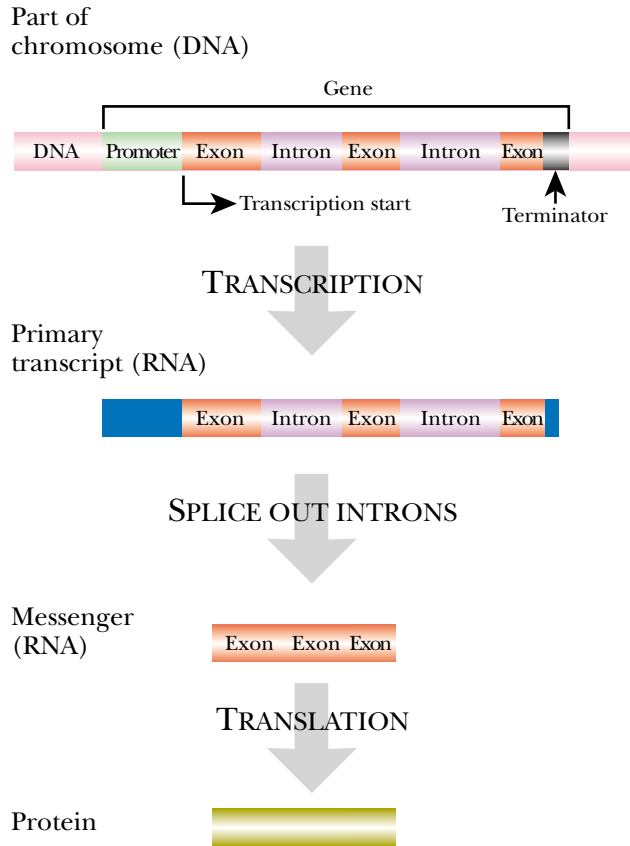 Part of
chromosome (DNA)
Gene
DNA Promoter Exon Intron Exon Intron Exon
Transcription start
Terminator
TRANSCRIPTION
Primary
transcript (RNA)
Exon Intron Exon Intron Exon
SPLICE OUT INTRONS
Messenger
(RNA)
Exon Exon Exon
TRANSLATION
Protein